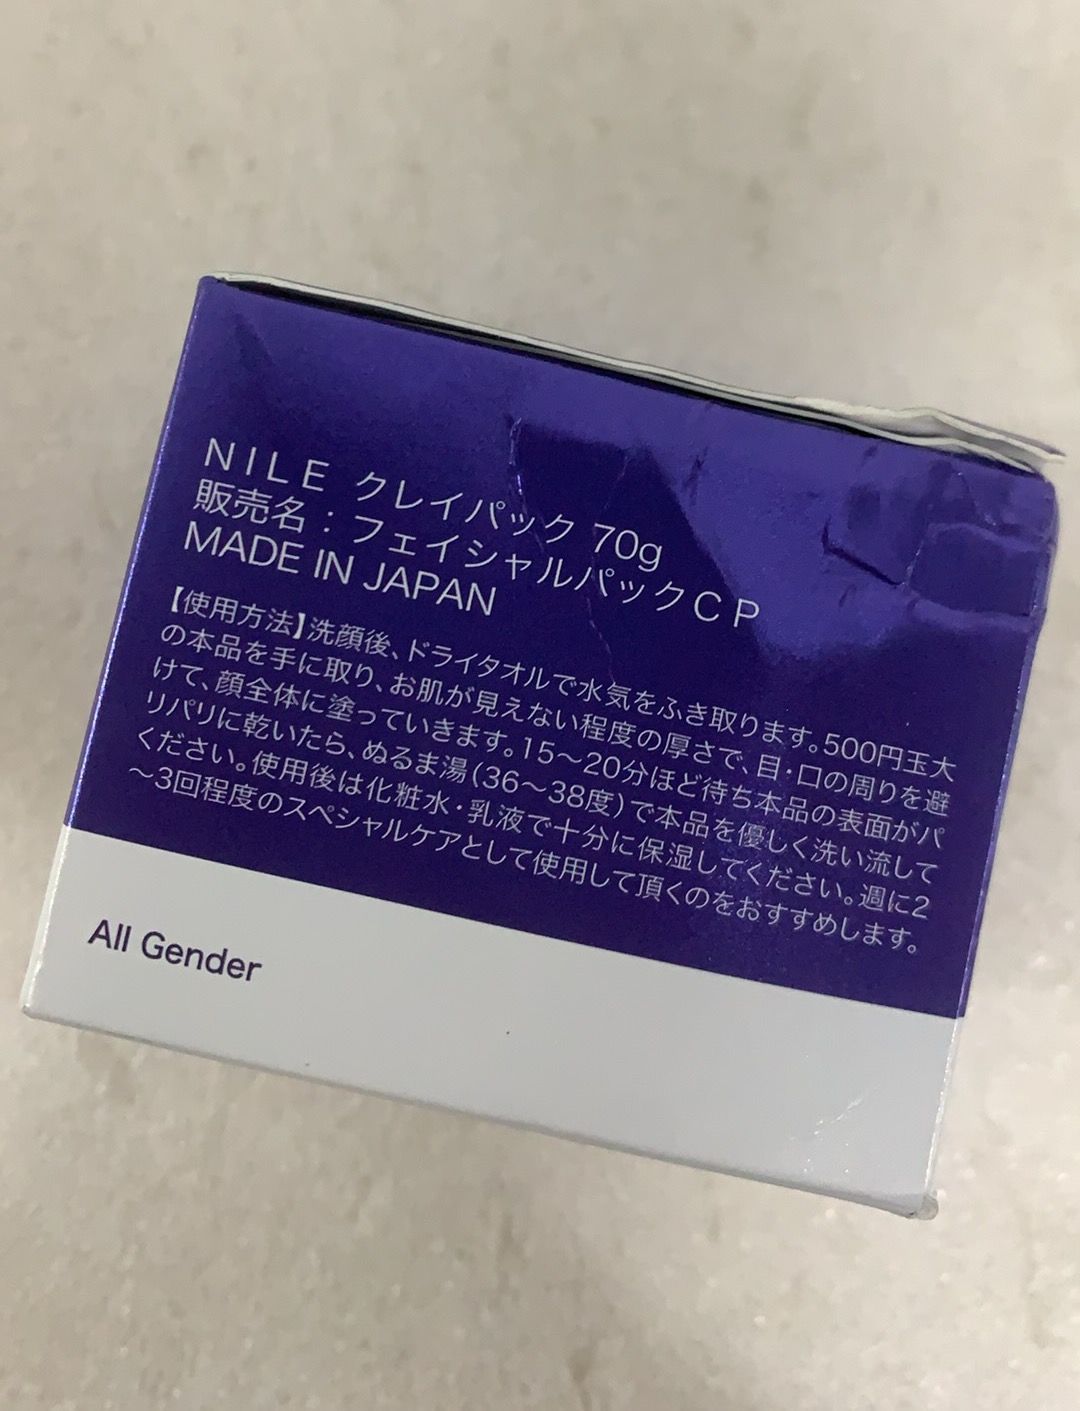 NILE クレイパック 70g
販売名：フェイシャルパックCP
MADE IN JAPAN
【使用方法】洗顔後、ドライタオルで水気をふき取ります。500円玉大
の本品を手に取り、お肌が見えない程度の厚さで、目・口の周りを避
けて、顔全体に塗っていきます。15〜20分ほど待ち本品の表面がパ
リパリに乾いたら、ぬるま湯（36〜38度）で本品を優しく洗い流して
ください。使用後は化粧水・乳液で十分に保湿してください。週に2
〜3回程度のスペシャルケアとして使用して頂くのをおすすめします。
All Gender